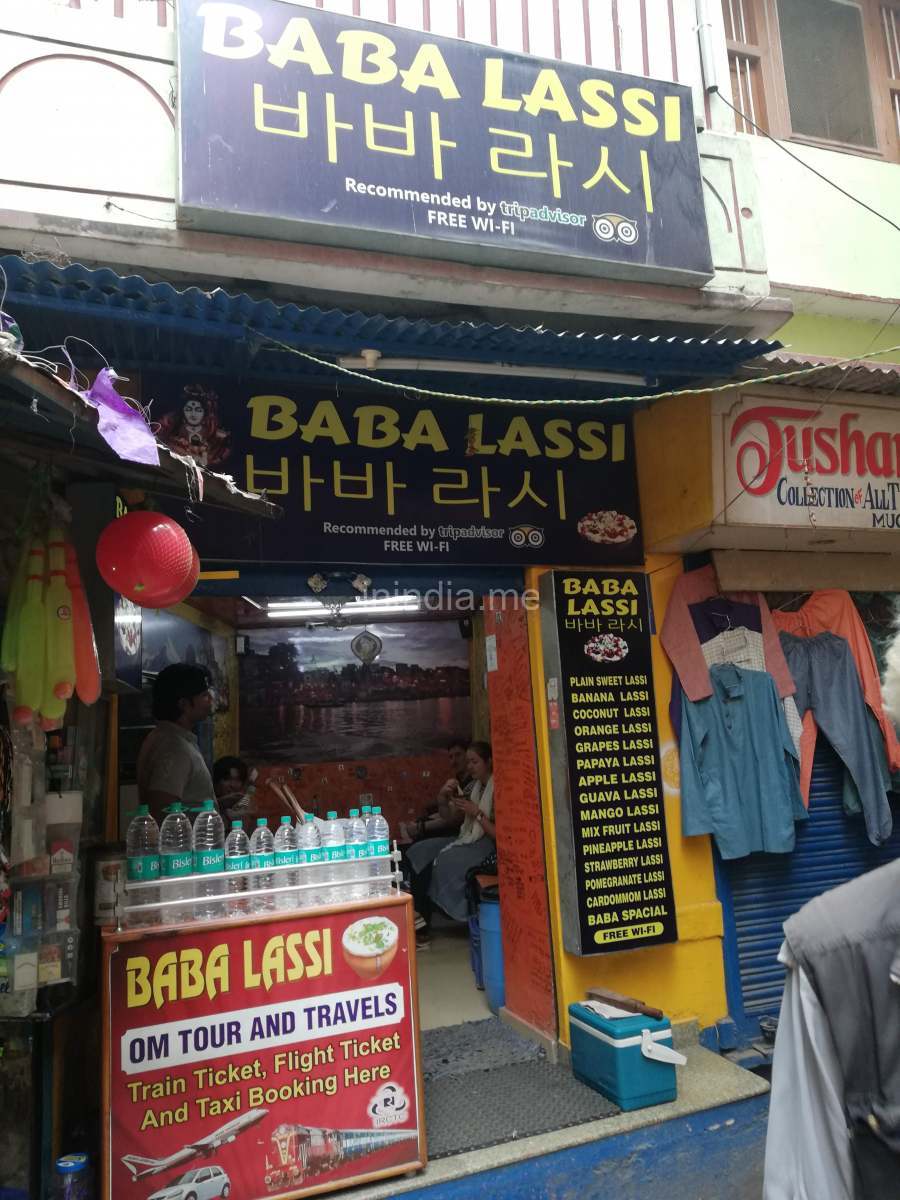 BABA LASSI
바바 라시
Recommended by tripadvisor
FREE WI-FI
BABA LASSI
바바 라시
Recommended by tripadvisor
FREE WI-FI
Tushar
COLLECTION of ALL T
MUC
inindia.me
BABA
LASSI
바바 라시
PLAIN SWEET LASSI
BANANA LASSI
COCONUT LASSI
ORANGE LASSI
GRAPES LASSI
PAPAYA LASSI
APPLE LASSI
GUAVA LASSI
MANGO LASSI
MIX FRUIT LASSI
PINEAPPLE LASSI
STRAWBERRY LASSI
POMEGRANATE LASSI
CARDOMMOM LASSI
BABA SPACIAL
FREE WI-FI
Bisleri
BABA LASSI
OM TOUR AND TRAVELS
Train Ticket, Flight Ticket
And Taxi Booking Here
IRCTC